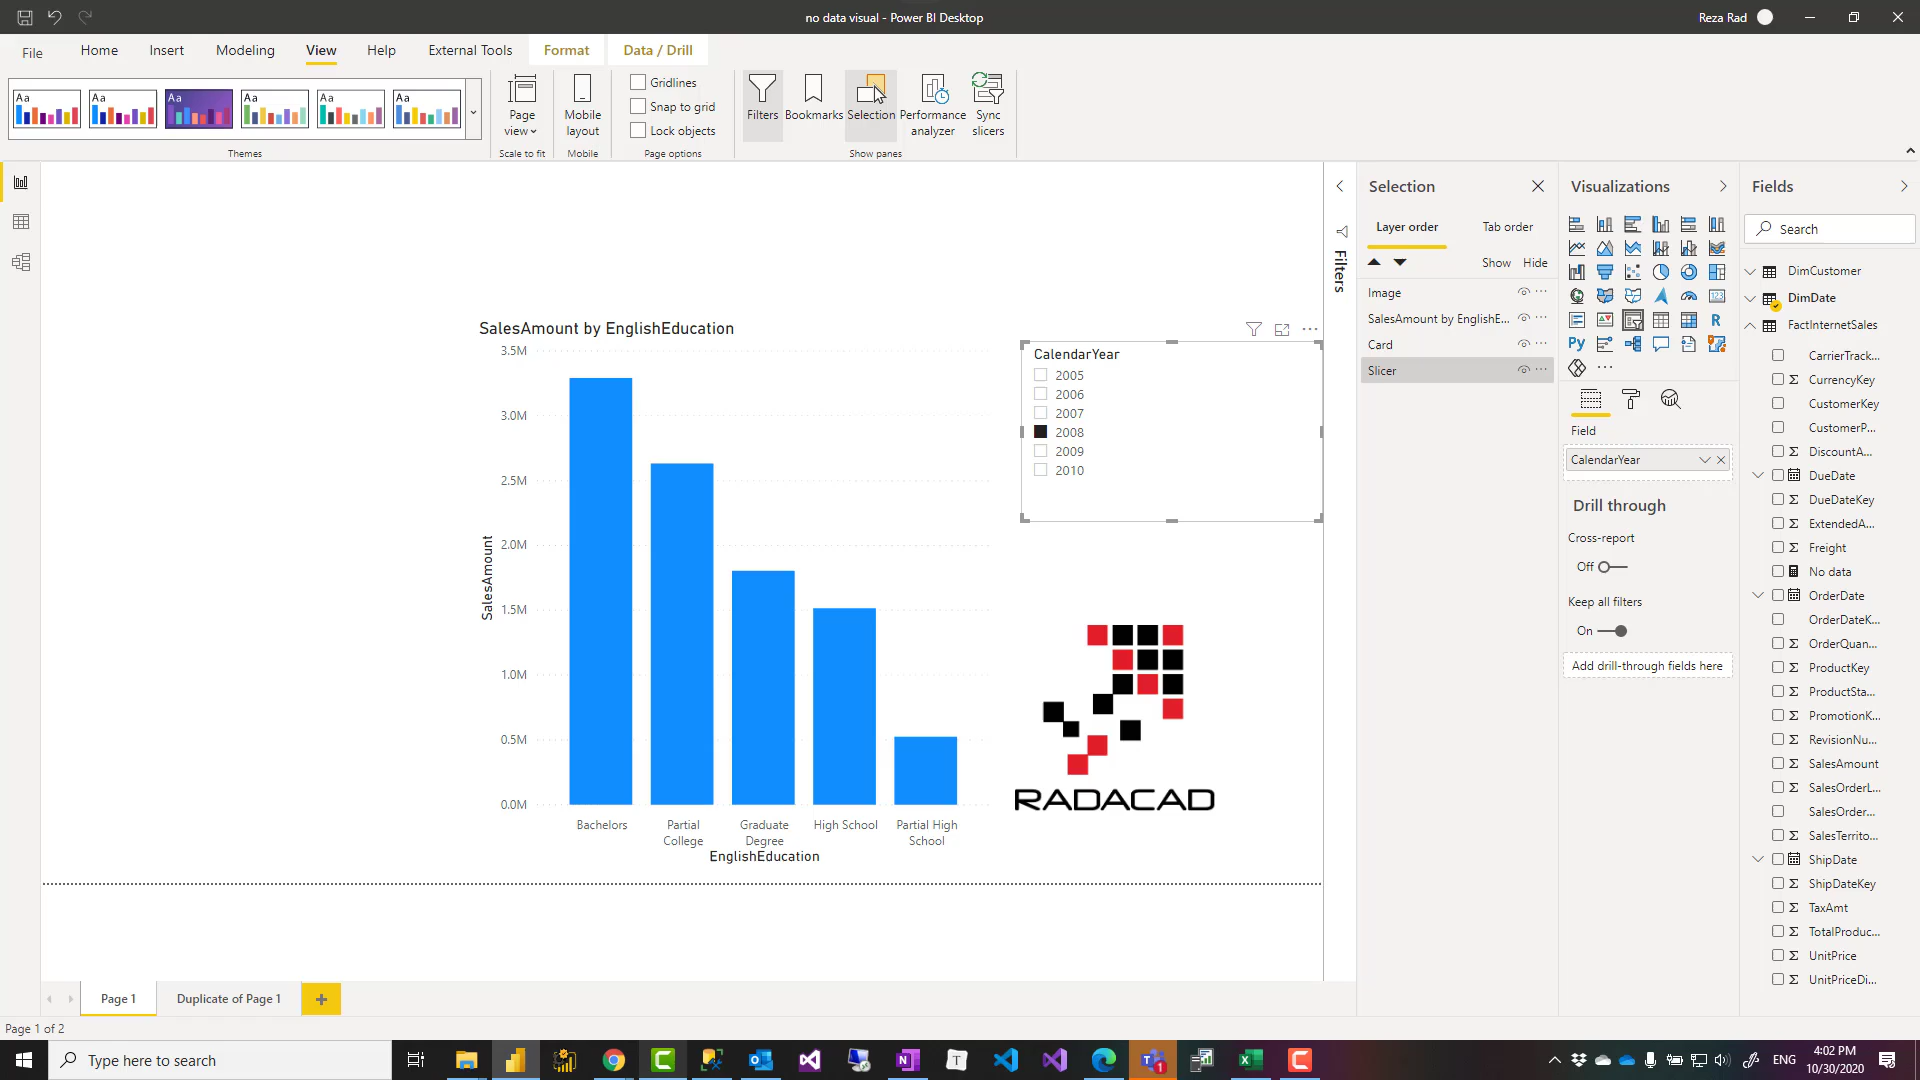 no data visual - Power BI Desktop
Reza Rad
File
Home
Insert
Modeling
View
Help
External Tools
Format
Data / Drill
Aa
Aa
Aa
Aa
Aa
Aa
Themes
Page
view
Scale to fit
Mobile
layout
Mobile
Gridlines
Snap to grid
Lock objects
Page options
Filters
Bookmarks
Selection
Performance
analyzer
Sync
slicers
Show panes
SalesAmount by EnglishEducation
3.5M
3.0M
2.5M
2.0M
1.5M
1.0M
0.5M
0.0M
SalesAmount
Bachelors
Partial
College
Graduate
Degree
High School
Partial High
School
EnglishEducation
CalendarYear
2005
2006
2007
2008
2009
2010
RADACAD
Filters
Selection
Layer order
Tab order
Show
Hide
Image
SalesAmount by EnglishE...
Card
Slicer
Visualizations
123
R
Py
Field
CalendarYear
Drill through
Cross-report
Off
Keep all filters
On
Add drill-through fields here
Fields
Search
DimCustomer
DimDate
FactInternetSales
CarrierTrack...
Σ CurrencyKey
CustomerKey
CustomerP...
Σ DiscountA...
DueDate
Σ DueDateKey
Σ ExtendedA...
Σ Freight
No data
OrderDate
OrderDateK...
Σ OrderQuan...
Σ ProductKey
Σ ProductSta...
Σ PromotionK...
Σ RevisionNu...
Σ SalesAmount
Σ SalesOrderL...
SalesOrder...
Σ SalesTerrito...
ShipDate
Σ ShipDateKey
Σ TaxAmt
Σ TotalProduc...
Σ UnitPrice
Σ UnitPriceDi...
Page 1
Duplicate of Page 1
+
Page 1 of 2
Type here to search
ENG
4:02 PM
10/30/2020